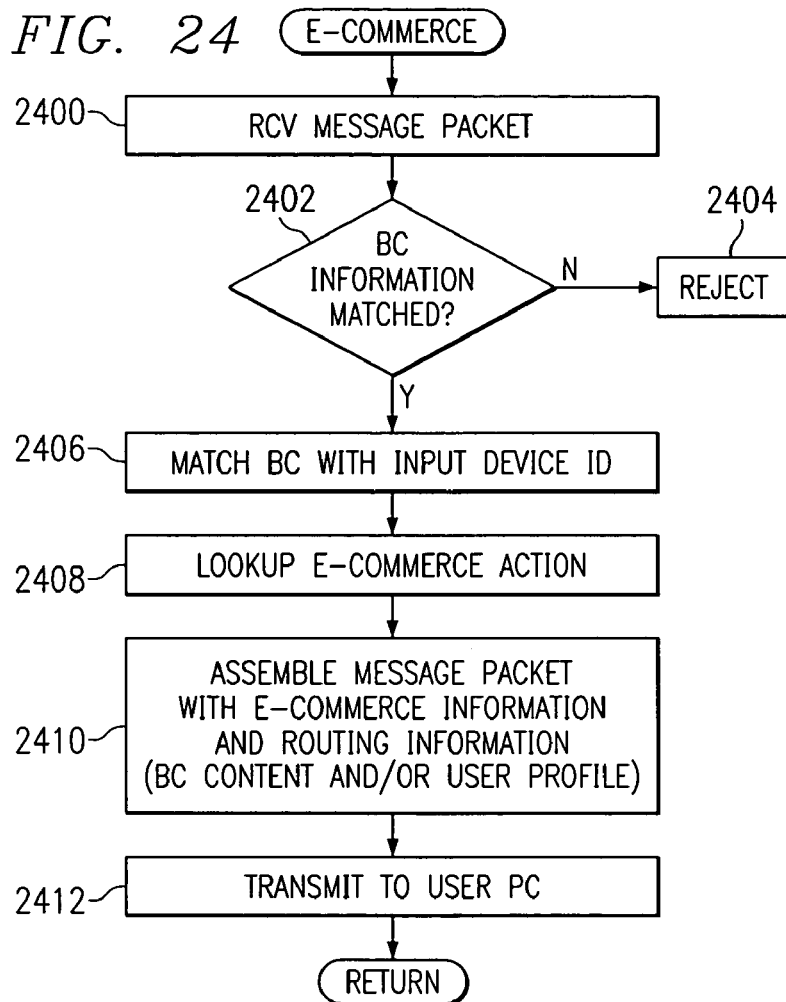 FIG. 24
E-COMMERCE
2400
RCV MESSAGE PACKET
2402
BC
INFORMATION
MATCHED?
N
2404
REJECT
Y
2406
MATCH BC WITH INPUT DEVICE ID
2408
LOOKUP E-COMMERCE ACTION
2410
ASSEMBLE MESSAGE PACKET
WITH E-COMMERCE INFORMATION
AND ROUTING INFORMATION
(BC CONTENT AND/OR USER PROFILE)
2412
TRANSMIT TO USER PC
RETURN